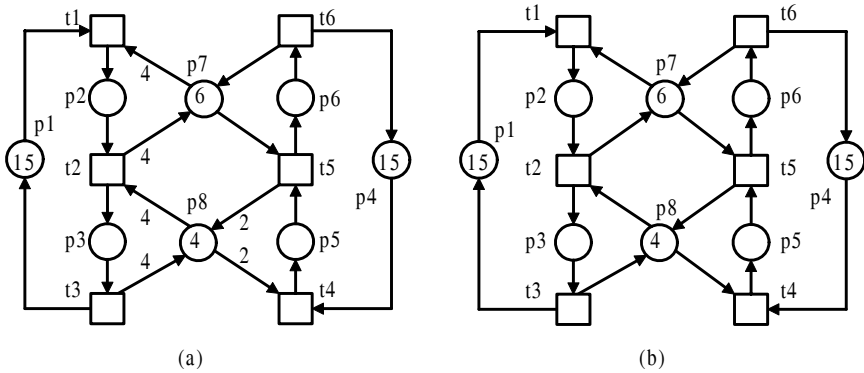 t1 t6 t1 t6
4 p7 p7
p2 6 p6 p2 6 p6
p1 p1
15 15 15 15
t2 4 t5 t2 t5
p8 p4 p8 p4
4 2
p3 4 p5 p3 4 p5
4 2
t3 t4 t3 t4
(a) (b)